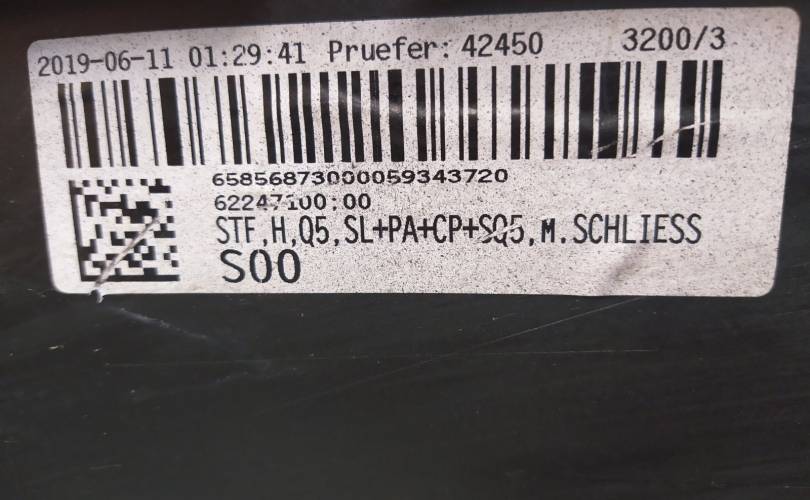 2019-06-11 01:29:41 Pruefer: 42450 3200/3
65856873000059343720
62247100:00
STF,H,Q5,SL+PA+CP+SQ5,M.SCHLIESS
S00